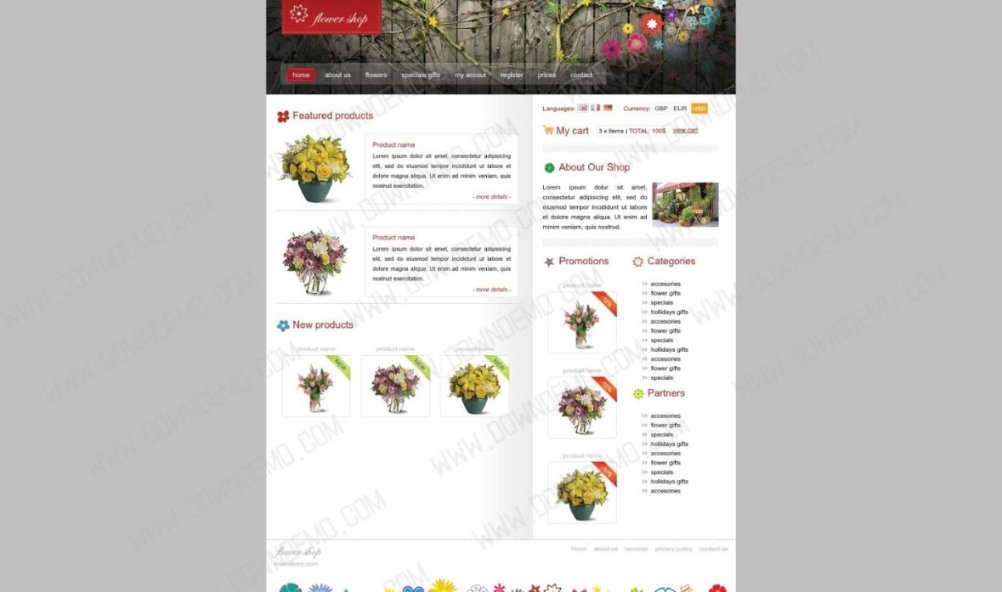 flower shop
home about us flowers specials gifts my accout register prices contact
Languages: Currency: GBP EUR USD
My cart 3 x items | TOTAL: 100$ view cart
Featured products
Product name
Lorem ipsum dolor sit amet, consectetur adipisicing
elit, sed do eiusmod tempor incididunt ut labore et
dolore magna aliqua. Ut enim ad minim veniam, quis
nostrud exercitation.
- more details -
Product name
Lorem ipsum dolor sit amet, consectetur adipisicing
elit, sed do eiusmod tempor incididunt ut labore et
dolore magna aliqua. Ut enim ad minim veniam, quis
nostrud exercitation.
- more details -
New products
product name product name product name
NEW NEW NEW
About Our Shop
Lorem ipsum dolor sit amet,
consectetur adipisicing elit, sed do
eiusmod tempor incididunt ut labore
et dolore magna aliqua. Ut enim ad
minim veniam, quis nostrud.
Promotions
product name
product name
product name
Categories
accesories
flower gifts
specials
hollidays gifts
accesories
flower gifts
specials
hollidays gifts
accesories
flower gifts
specials
Partners
accesories
flower gifts
specials
hollidays gifts
accesories
flower gifts
specials
hollidays gifts
accesories
flower shop
home about us services privacy policy contact us
WWW.DOWNDEMO.COM